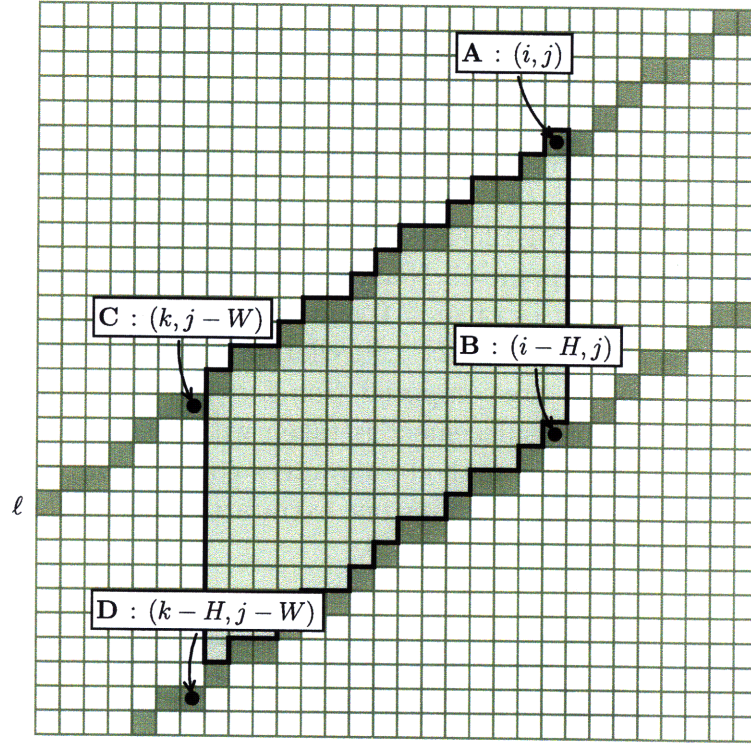 A : (i, j)
C : (k, j − W)
B : (i − H, j)
ℓ
D : (k − H, j − W)